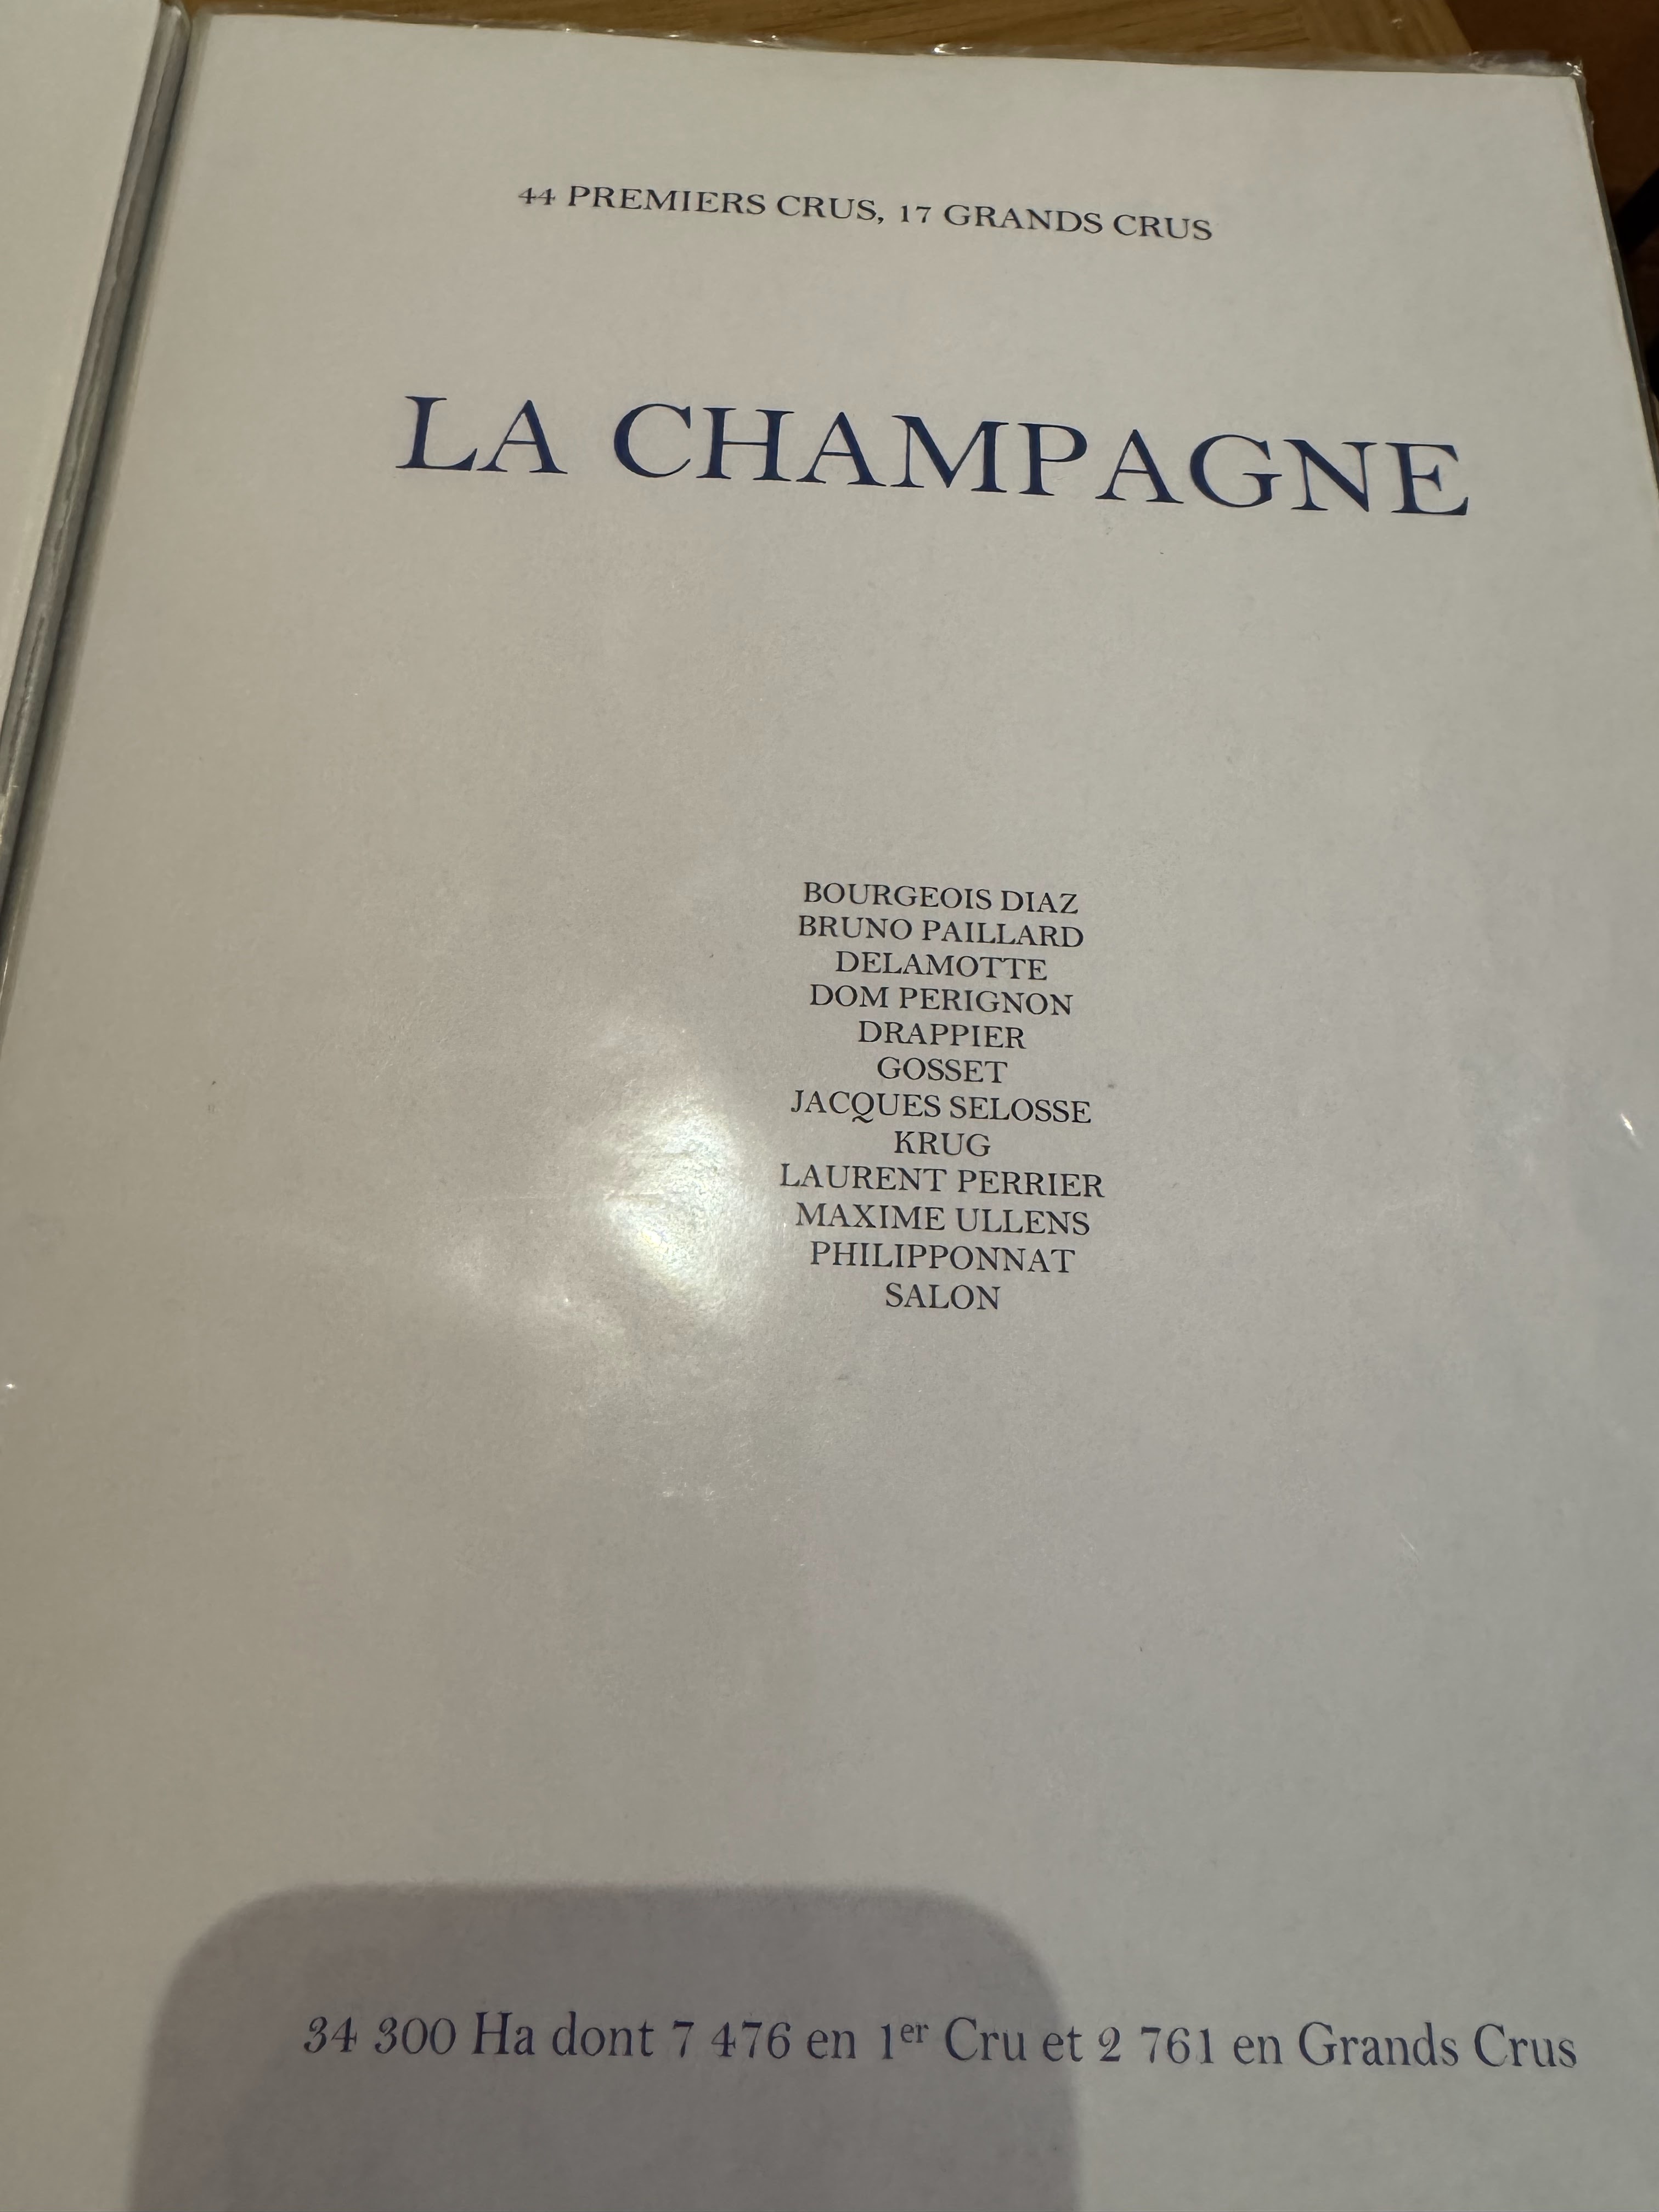 44 PREMIERS CRUS, 17 GRANDS CRUS
LA CHAMPAGNE
BOURGEOIS DIAZ
BRUNO PAILLARD
DELAMOTTE
DOM PERIGNON
DRAPPIER
GOSSET
JACQUES SELOSSE
KRUG
LAURENT PERRIER
MAXIME ULLENS
PHILIPPONNAT
SALON
34 300 Ha dont 7 476 en 1er Cru et 2 761 en Grands Crus